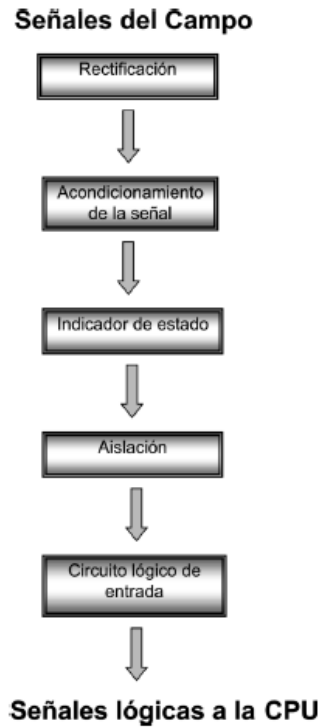 Señales del Campo
Rectificación
Acondicionamiento
de la señal
Indicador de estado
Aislación
Circuito lógico de
entrada
Señales lógicas a la CPU